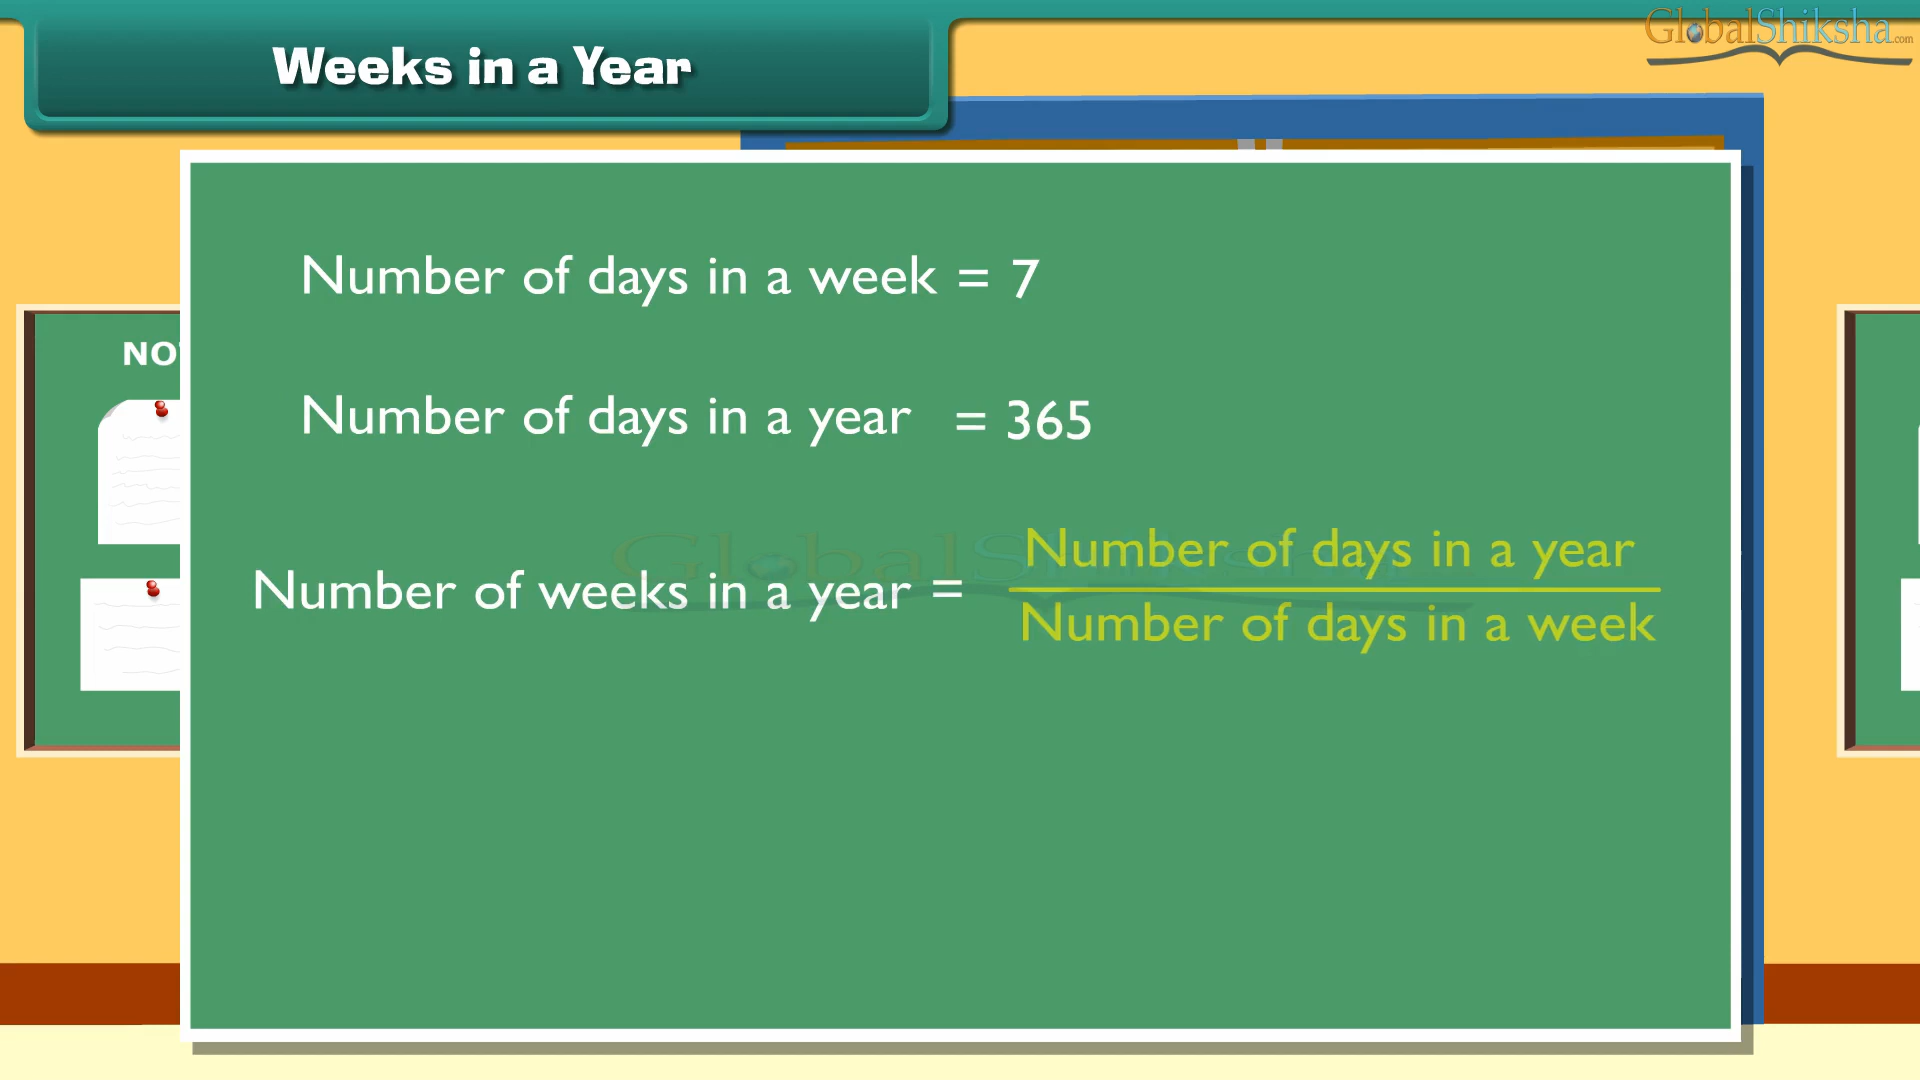 Weeks in a Year
GlobalShiksha.com
Number of days in a week = 7
Number of days in a year = 365
Number of weeks in a year =
Number of days in a year
Number of days in a week
GlobalShiksha